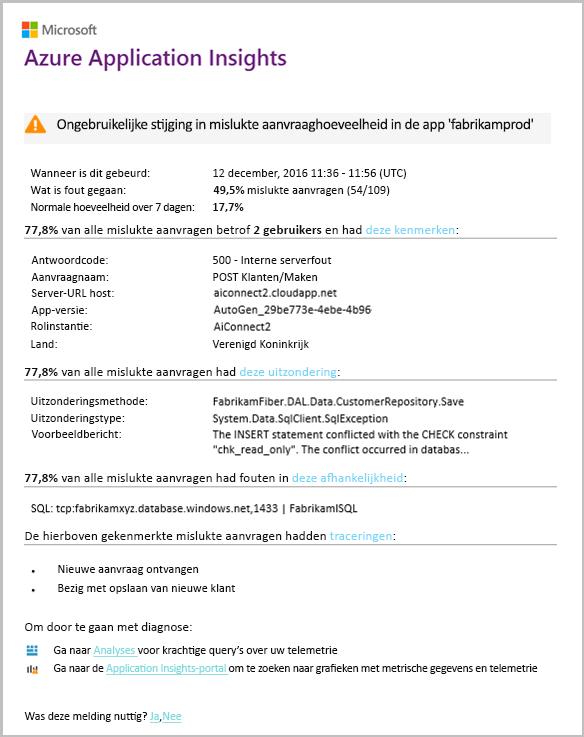 Microsoft
Azure Application Insights
Ongebruikelijke stijging in mislukte aanvraaghoeveelheid in de app 'fabrikamprod'
Wanneer is dit gebeurd: 12 december, 2016 11:36 - 11:56 (UTC)
Wat is fout gegaan: 49,5% mislukte aanvragen (54/109)
Normale hoeveelheid over 7 dagen: 17,7%
77,8% van alle mislukte aanvragen betrof 2 gebruikers en had deze kenmerken:
Antwoordcode: 500 - Interne serverfout
Aanvraagnaam: POST Klanten/Maken
Server-URL host: aiconnect2.cloudapp.net
App-versie: AutoGen_29be773e-4ebe-4b96
Rolinstantie: AiConnect2
Land: Verenigd Koninkrijk
77,8% van alle mislukte aanvragen had deze uitzondering:
Uitzonderingsmethode: FabrikamFiber.DAL.Data.CustomerRepository.Save
Uitzonderingstype: System.Data.SqlClient.SqlException
Voorbeeldbericht: The INSERT statement conflicted with the CHECK constraint
"chk_read_only". The conflict occurred in databas...
77,8% van alle mislukte aanvragen had fouten in deze afhankelijkheid:
SQL: tcp:fabrikamxyz.database.windows.net,1433 | FabrikamISQL
De hierboven gekenmerkte mislukte aanvragen hadden traceringen:
• Nieuwe aanvraag ontvangen
• Bezig met opslaan van nieuwe klant
Om door te gaan met diagnose:
Ga naar Analyses voor krachtige query's over uw telemetrie
Ga naar de Application Insights-portal om te zoeken naar grafieken met metrische gegevens en telemetrie
Was deze melding nuttig? Ja,Nee